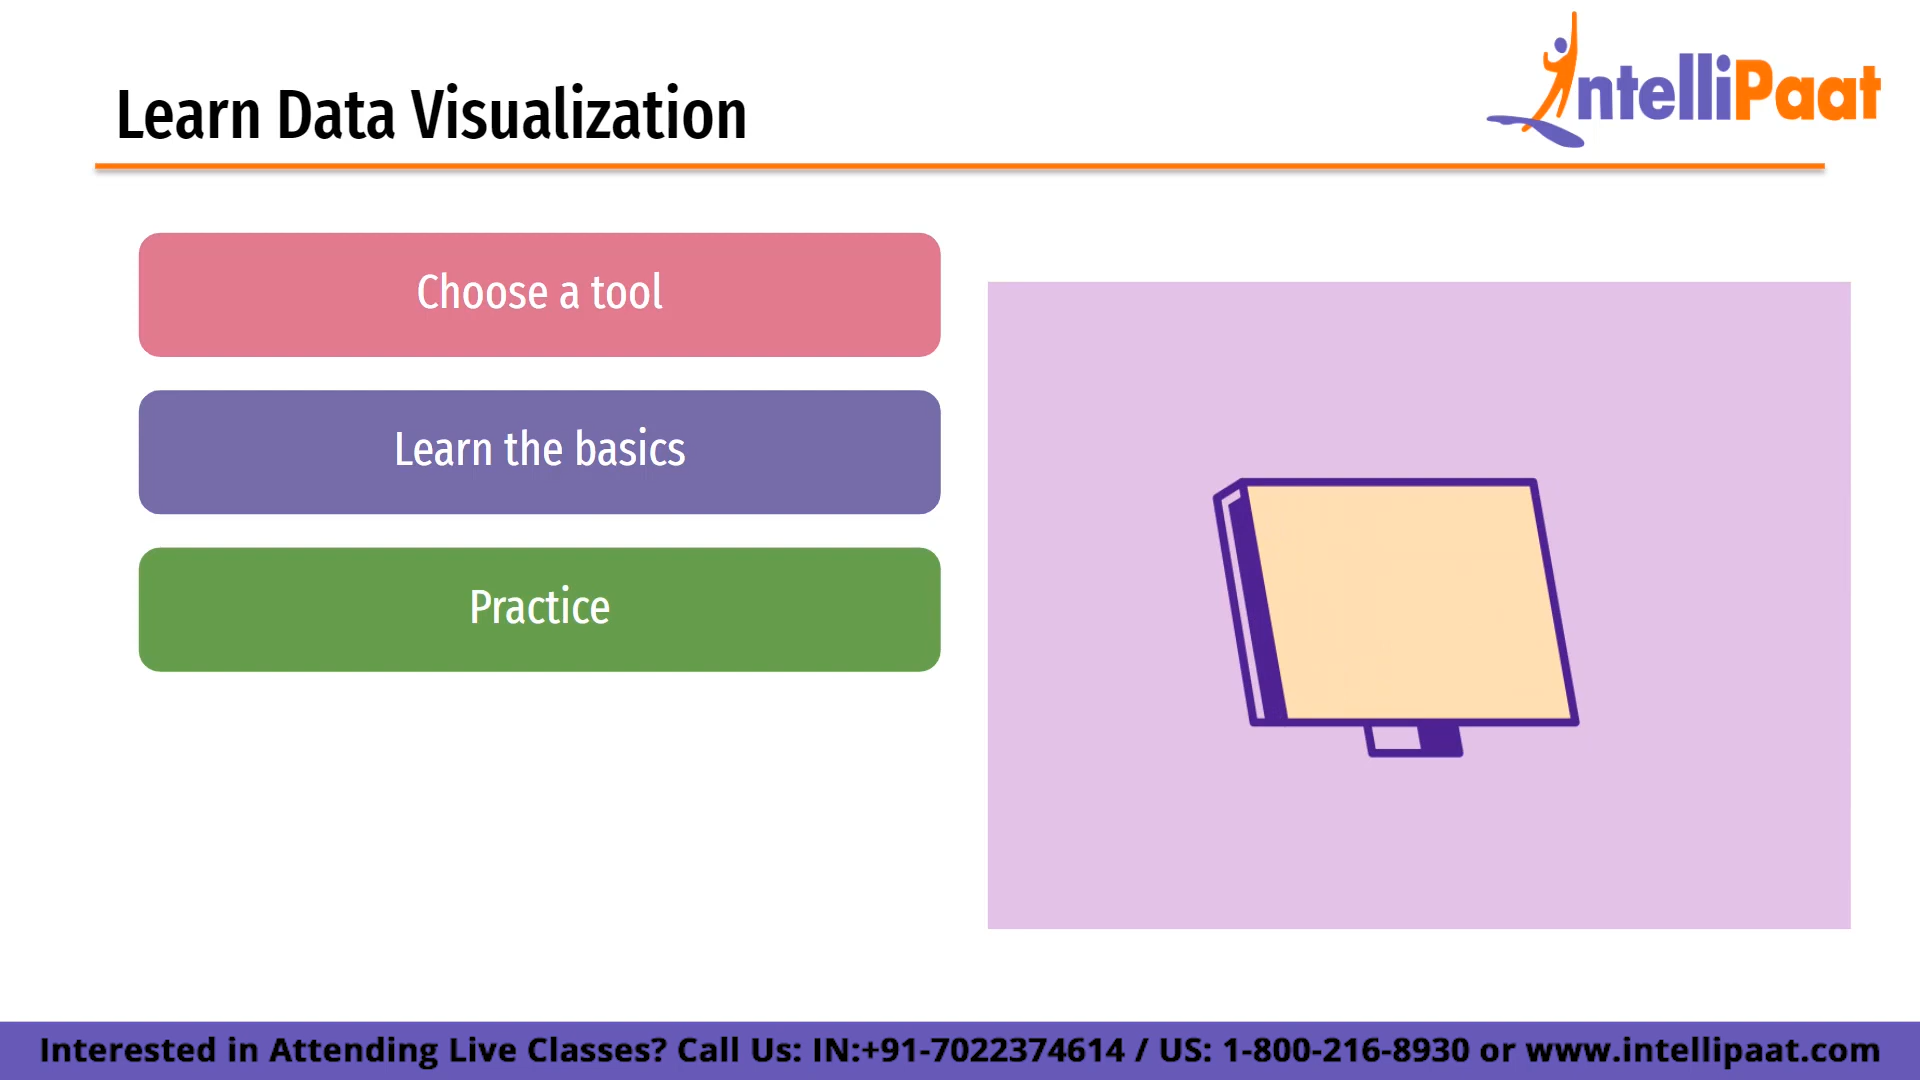 Learn Data Visualization
IntelliPaat
Choose a tool
Learn the basics
Practice
Interested in Attending Live Classes? Call Us: IN:+91-7022374614 / US: 1-800-216-8930 or www.intellipaat.com